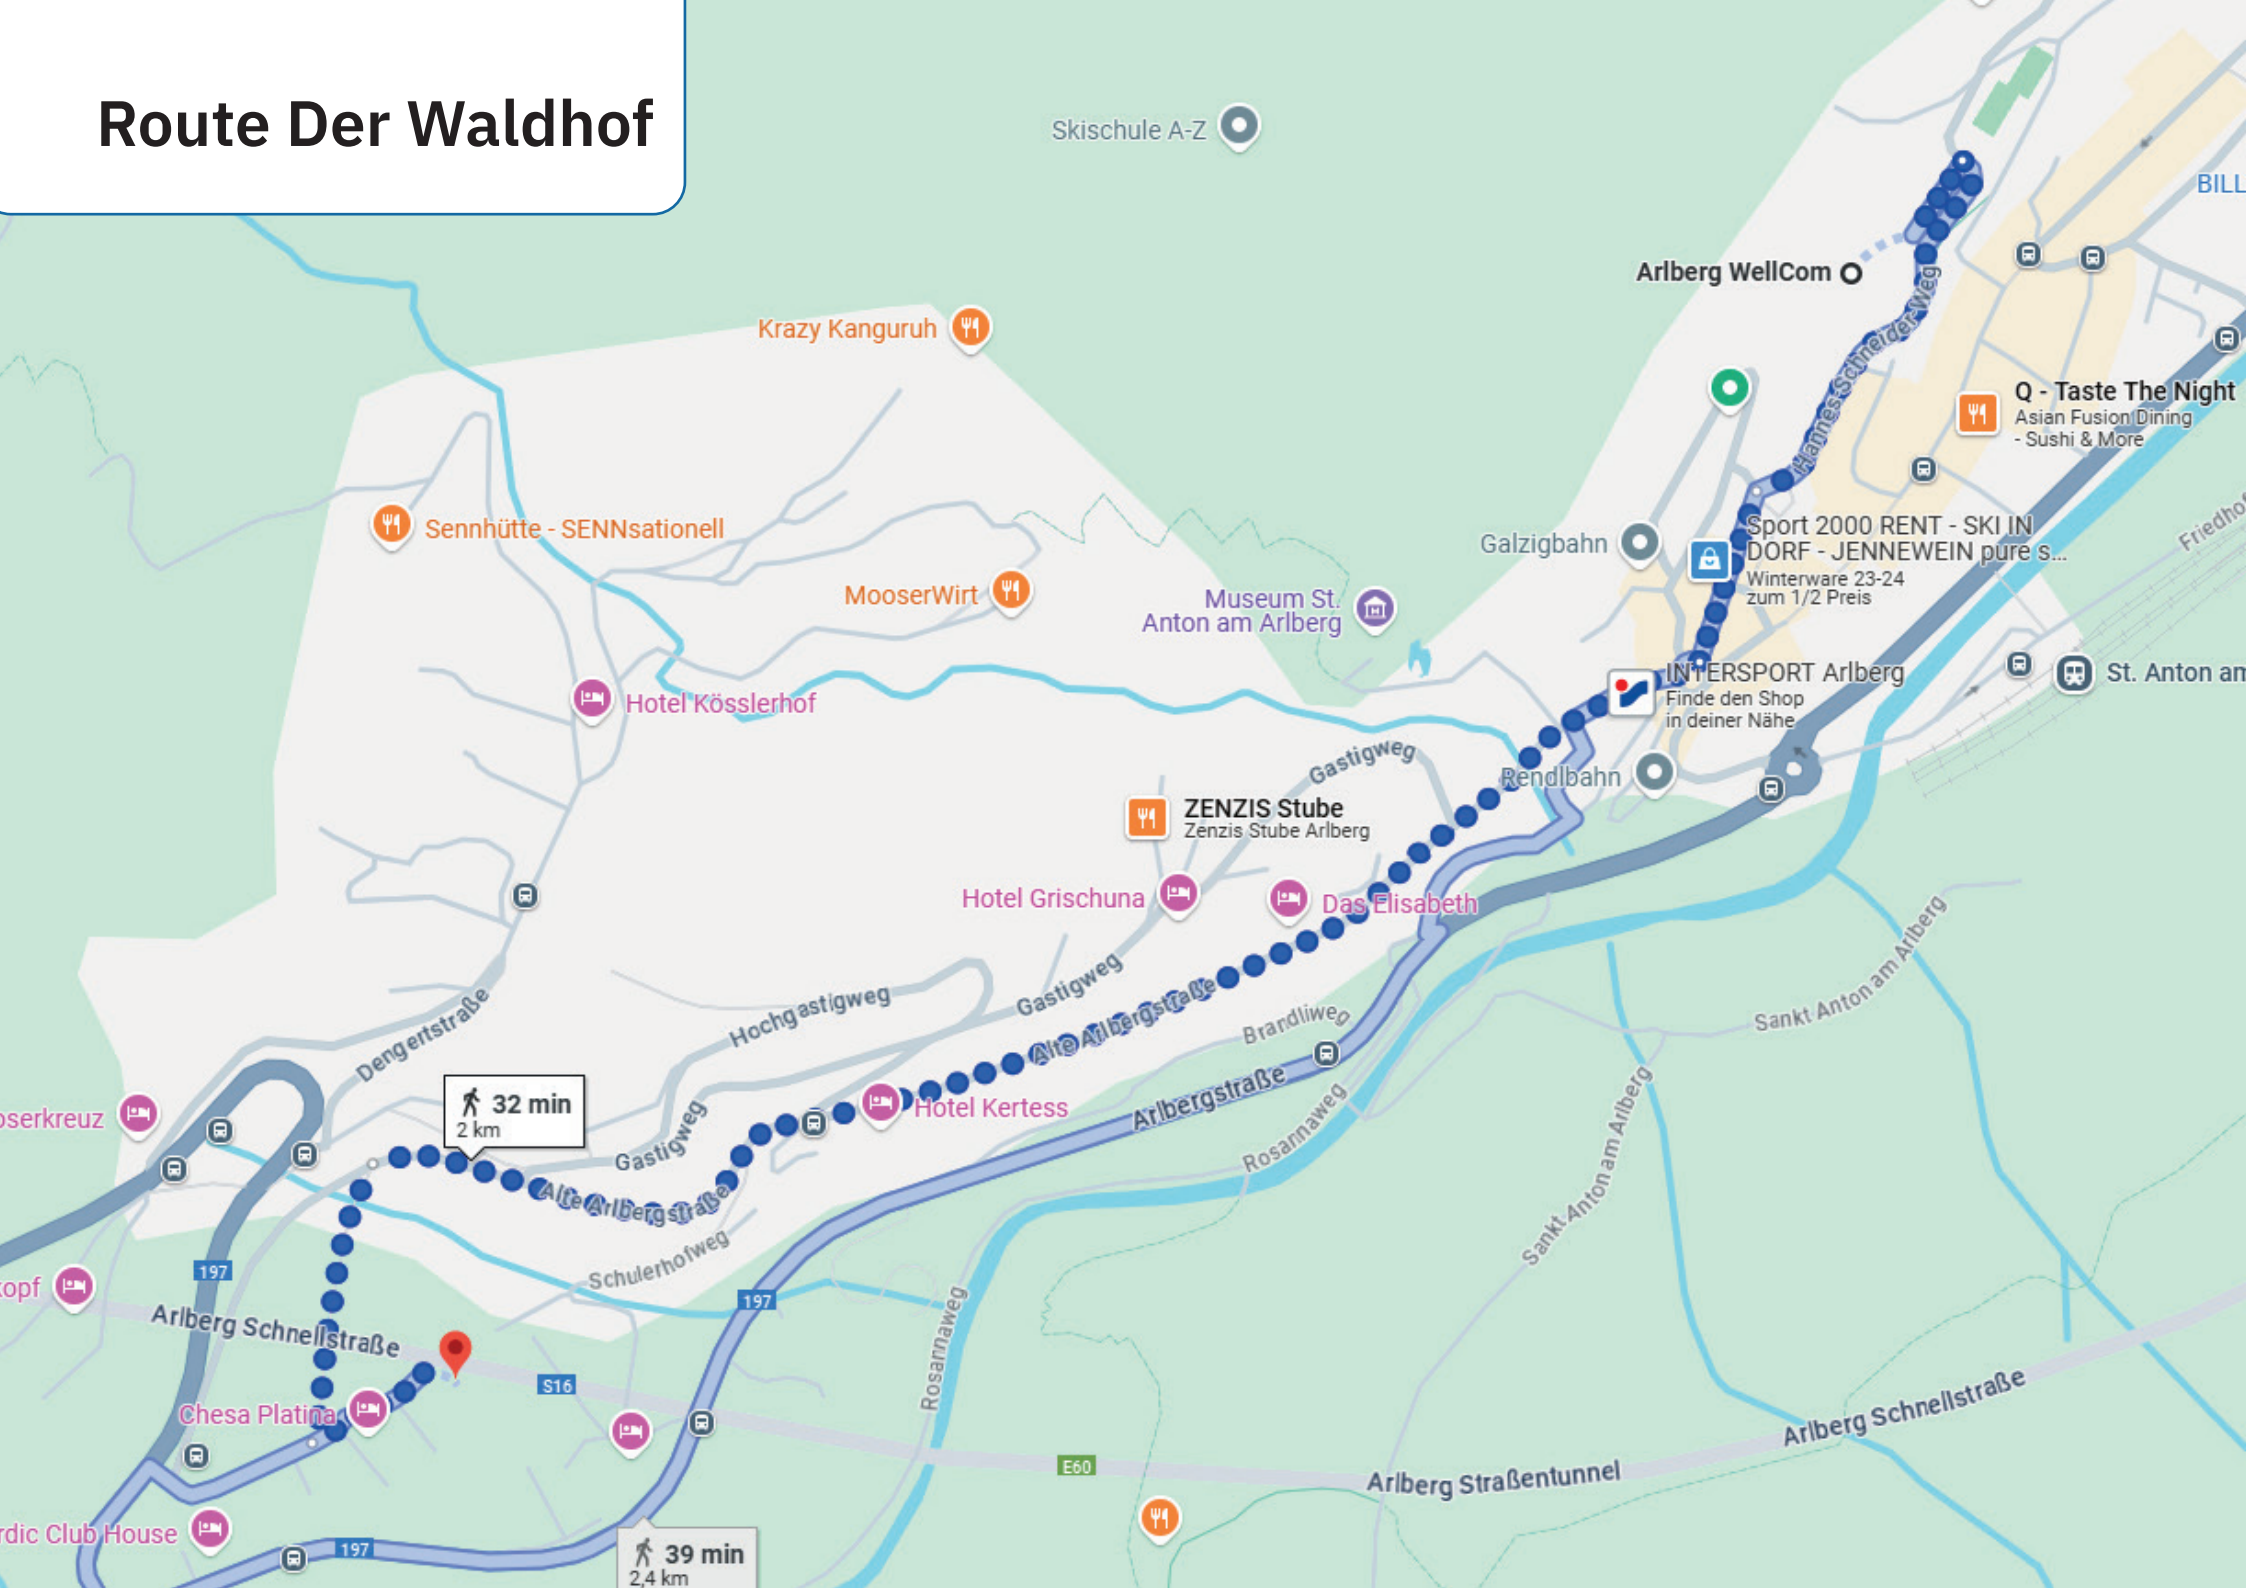 Route Der Waldhof
Skischule A-Z
BILL
Arlberg WellCom
Hannes-Schneider-Weg
Krazy Kanguruh
Q - Taste The Night
Asian Fusion Dining
- Sushi & More
Sennhütte - SENNsationell
Galzigbahn
Sport 2000 RENT - SKI IN
DORF - JENNEWEIN pure s...
Winterware 23-24
zum 1/2 Preis
Friedhof
MooserWirt
Museum St.
Anton am Arlberg
INTERSPORT Arlberg
Finde den Shop
in deiner Nähe
St. Anton am
Hotel Kösslerhof
Gastigweg
Rendlbahn
ZENZIS Stube
Zenzis Stube Arlberg
Hotel Grischuna
Das Elisabeth
Sankt Anton am Arlberg
Gastigweg
Hochgastigweg
Alte Arlbergstraße
Brandliweg
Dengertstraße
Arlbergstraße
Rosannaweg
Sankt Anton am Arlberg
oserkreuz
32 min
2 km
Hotel Kertess
Gastigweg
Alte Arlbergstraße
Schulerhofweg
197
opf
197
Arlberg Schnellstraße
Rosannaweg
S16
Chesa Platina
Arlberg Schnellstraße
E60
Arlberg Straßentunnel
rdic Club House
197
39 min
2,4 km